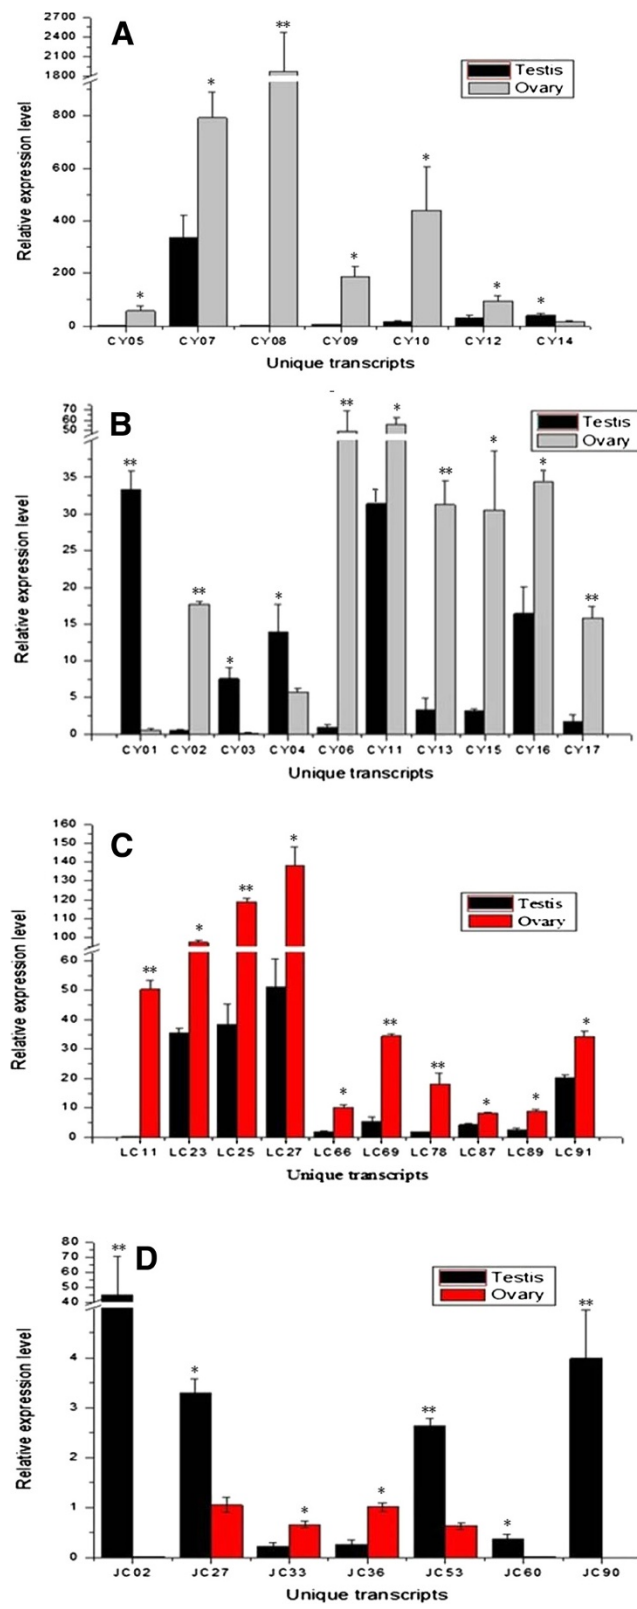 A
2700
2400
2100
1800
800
600
400
200
0
Relative expression level
** 
* * * * * *
Testis
Ovary
CY05 CY07 CY08 CY09 CY10 CY12 CY14
Unique transcripts
B
70
60
50
35
30
25
20
15
10
5
0
Relative expression level
** ** * * ** * ** * * **
Testis
Ovary
CY01 CY02 CY03 CY04 CY06 CY11 CY13 CY15 CY16 CY17
Unique transcripts
C
160
150
140
130
120
110
100
60
50
40
30
20
10
0
Relative expression level
** * ** * * ** ** * * *
Testis
Ovary
LC11 LC23 LC25 LC27 LC66 LC69 LC78 LC87 LC89 LC91
Unique transcripts
D
80
70
60
50
40
4
3
2
1
0
Relative expression level
** * * * ** * **
Testis
Ovary
JC02 JC27 JC33 JC36 JC53 JC60 JC90
Unique transcripts